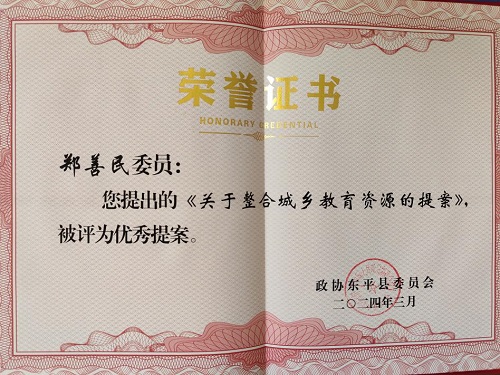 荣誉证书
HONORARY CREDENTIAL
郑善民委员：
您提出的《关于整合城乡教育资源的提案》，
被评为优秀提案。
政协东平县委员会
二〇二四年三月